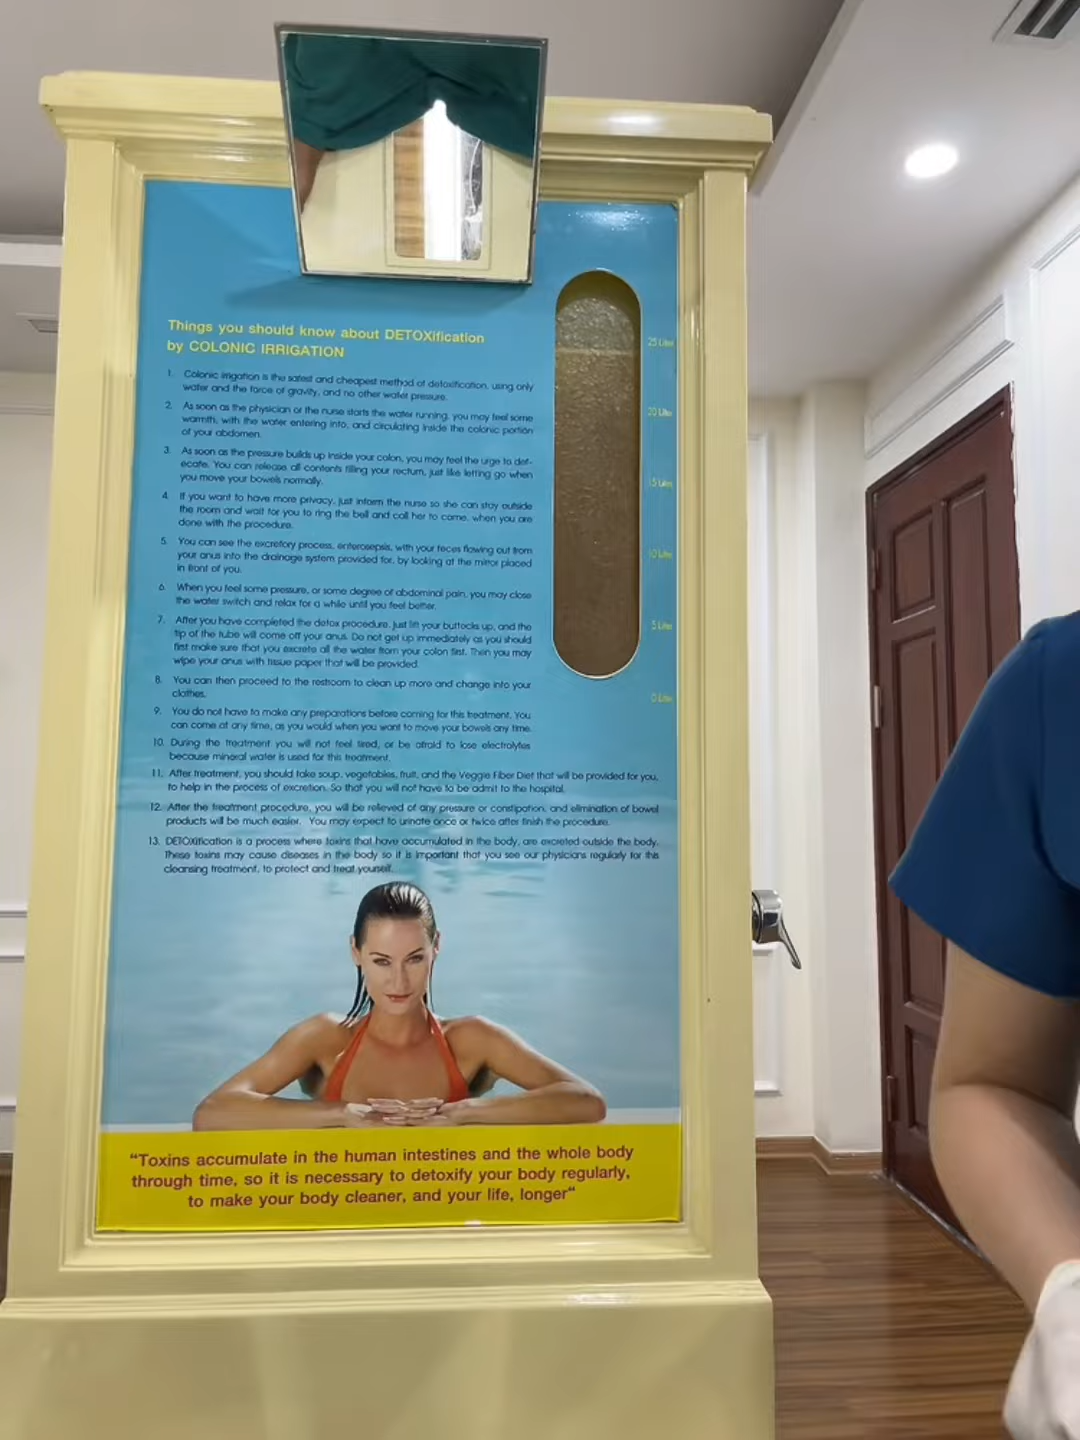 Things you should know about DETOXification
by COLONIC IRRIGATION
1. Colonic irrigation is the safest and cheapest method of detoxification, using only
water and the force of gravity, and no other water pressure.
2. As soon as the physician or the nurse starts the water running, you may feel some
warmth, with the water entering into, and circulating inside the colonic portion
of your abdomen.
3. As soon as the pressure builds up inside your colon, you may feel the urge to def-
ecate. You can release all contents filling your rectum, just like letting go when
you move your bowels normally.
4. If you want to have more privacy, just inform the nurse so she can stay outside
the room and wait for you to ring the bell and call her to come, when you are
done with the procedure.
5. You can see the excretory process, enterosepsis, with your feces flowing out from
your anus into the drainage system provided for, by looking at the mirror placed
in front of you.
6. When you feel some pressure, or some degree of abdominal pain, you may close
the water switch and relax for a while until you feel better.
7. After you have completed the detox procedure, just lift your buttocks up, and the
tip of the tube will come off your anus. Do not get up immediately as you should
first make sure that you excrete all the water from your colon first. Then you may
wipe your anus with tissue paper that will be provided.
8. You can then proceed to the restroom to clean up more and change into your
clothes.
9. You do not have to make any preparations before coming for this treatment. You
can come at any time, as you would when you want to move your bowels any time.
10. During the treatment you will not feel tired, or be afraid to lose electrolytes
because mineral water is used for this treatment.
11. After treatment, you should take soup, vegetables, fruit, and the Veggie Fiber Diet that will be provided for you,
to help in the process of excretion. So that you will not have to be admit to the hospital.
12. After the treatment procedure, you will be relieved of any pressure or constipation, and elimination of bowel
products will be much easier. You may expect to urinate once or twice after finish the procedure.
13. DETOXification is a process where toxins that have accumulated in the body, are excreted outside the body.
These toxins may cause diseases in the body so it is important that you see our physicians regularly for this
cleansing treatment, to protect and treat yourself.
25 Liter
20 Liter
15 Liter
10 Liter
5 Liter
0 Liter
"Toxins accumulate in the human intestines and the whole body
through time, so it is necessary to detoxify your body regularly,
to make your body cleaner, and your life, longer"